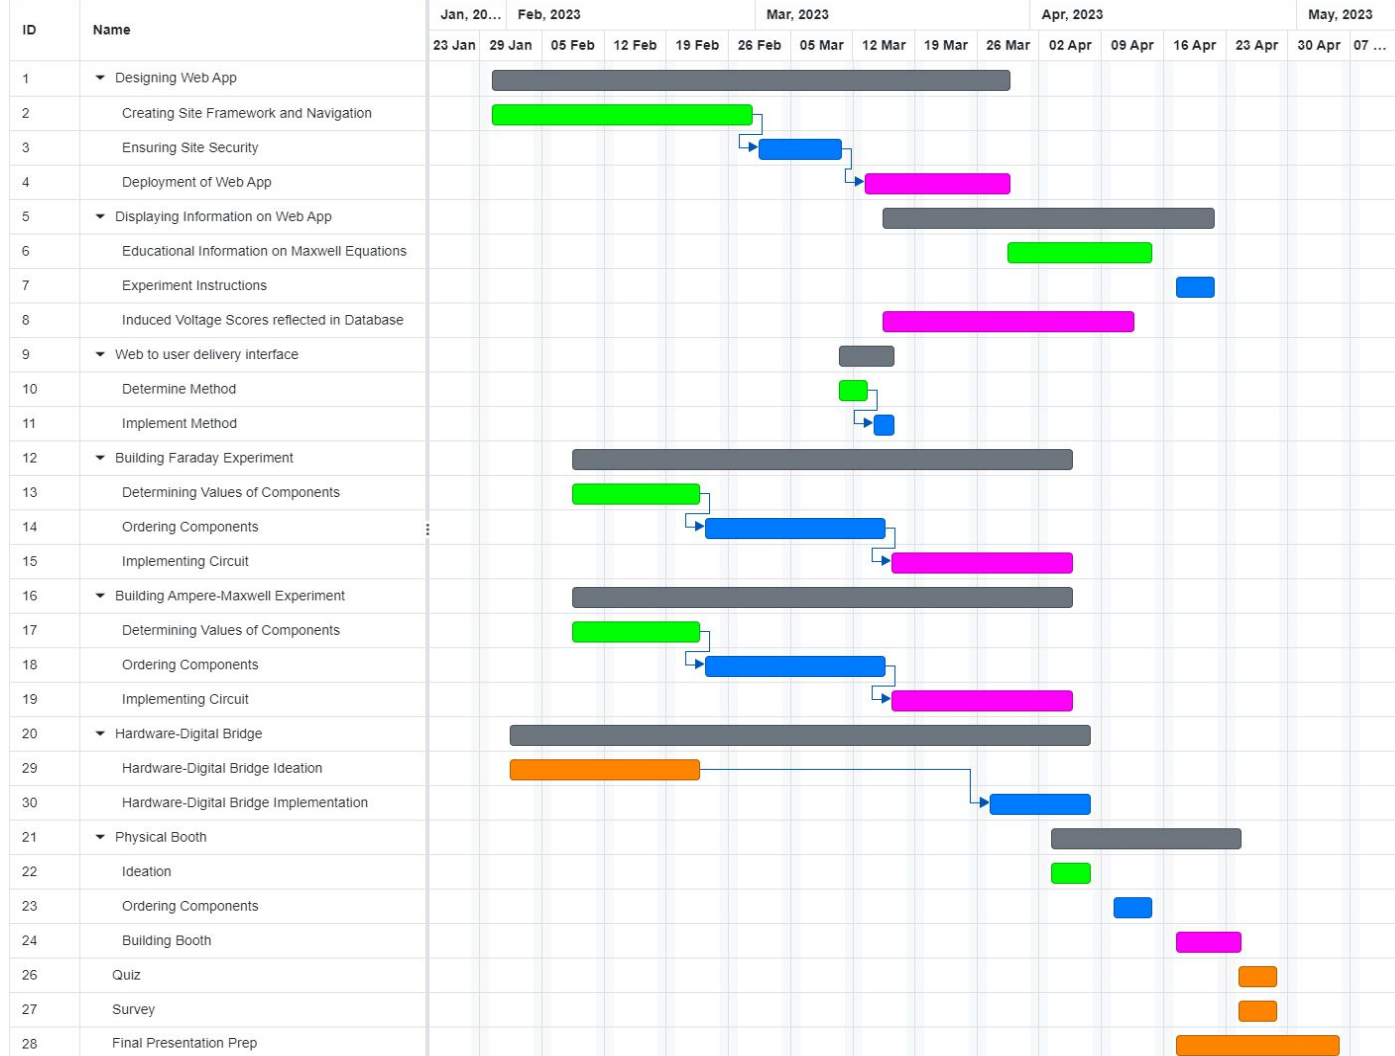 ID Name Jan, 20... Feb, 2023 Mar, 2023 Apr, 2023 May, 2023
23 Jan 29 Jan 05 Feb 12 Feb 19 Feb 26 Feb 05 Mar 12 Mar 19 Mar 26 Mar 02 Apr 09 Apr 16 Apr 23 Apr 30 Apr 07 ...
1 Designing Web App
2 Creating Site Framework and Navigation
3 Ensuring Site Security
4 Deployment of Web App
5 Displaying Information on Web App
6 Educational Information on Maxwell Equations
7 Experiment Instructions
8 Induced Voltage Scores reflected in Database
9 Web to user delivery interface
10 Determine Method
11 Implement Method
12 Building Faraday Experiment
13 Determining Values of Components
14 Ordering Components
15 Implementing Circuit
16 Building Ampere-Maxwell Experiment
17 Determining Values of Components
18 Ordering Components
19 Implementing Circuit
20 Hardware-Digital Bridge
29 Hardware-Digital Bridge Ideation
30 Hardware-Digital Bridge Implementation
21 Physical Booth
22 Ideation
23 Ordering Components
24 Building Booth
26 Quiz
27 Survey
28 Final Presentation Prep